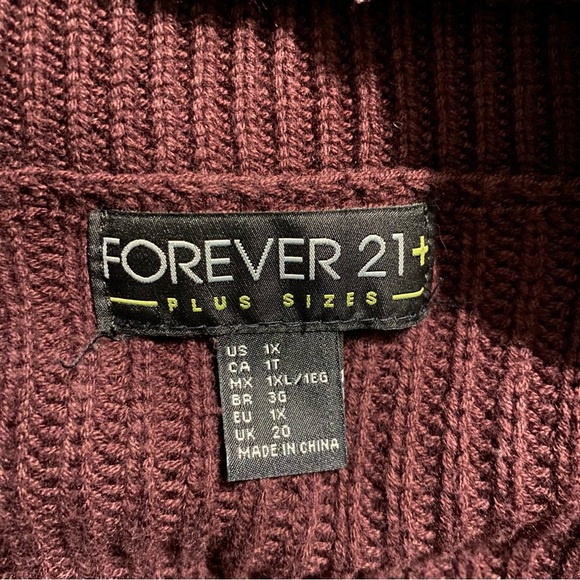 FOREVER 21+
PLUS SIZES
US 1X
CA 1T
MX 1XL/1EG
BR 3G
EU 1X
UK 20
MADE IN CHINA